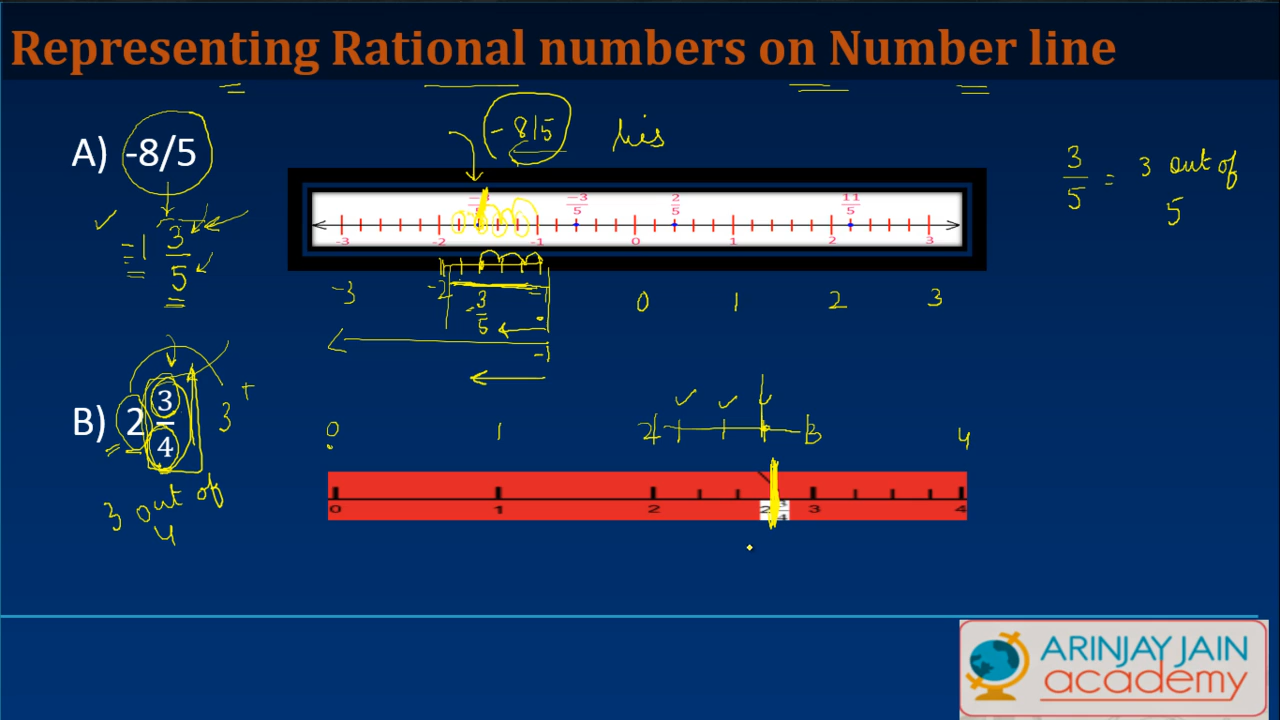 Representing Rational numbers on Number line
- 8/5 lies
A) -8/5
= 1 3/5
3/5 = 3 out of
5
-3/5 2/5 11/5
-3 -2 -1 0 1 2 3
-3 -2 -1 0 1 2 3
-3/5
-1
B) 2 3/4 3 +
3 out of
4
0 1 2 3 4
0 1 2 2 3/4 3 4
ARINJAY JAIN
academy